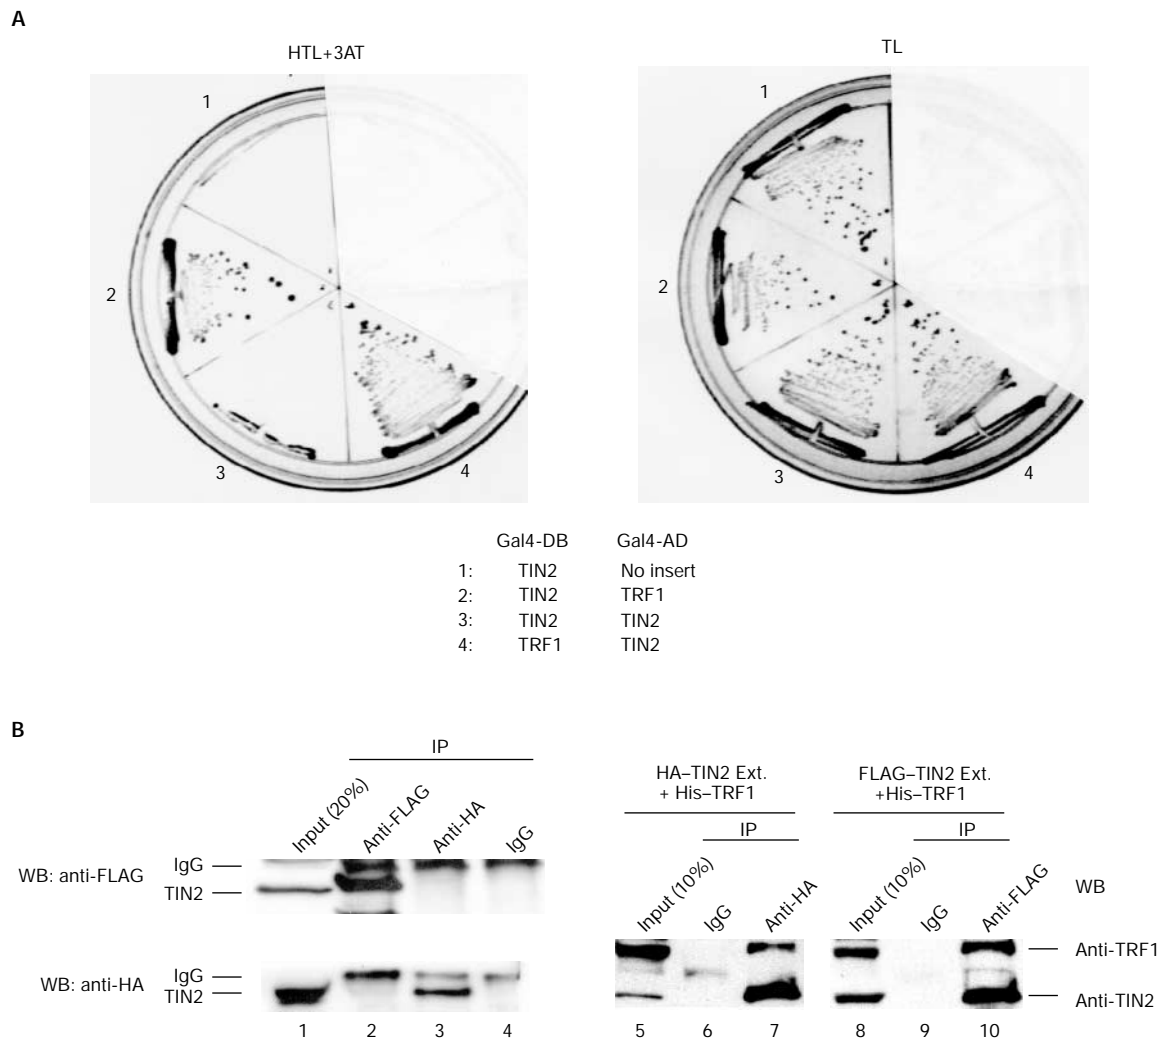 A
HTL+3AT
TL
1
2
3
4
1
2
3
4
Gal4-DB Gal4-AD
1: TIN2 No insert
2: TIN2 TRF1
3: TIN2 TIN2
4: TRF1 TIN2
B
IP
Input (20%)
Anti-FLAG
Anti-HA
IgG
WB: anti-FLAG
IgG
TIN2
WB: anti-HA
IgG
TIN2
1 2 3 4
HA–TIN2 Ext.
+ His–TRF1
IP
Input (10%)
IgG
Anti-HA
FLAG–TIN2 Ext.
+His–TRF1
IP
Input (10%)
IgG
Anti-FLAG
WB
Anti-TRF1
Anti-TIN2
5 6 7 8 9 10